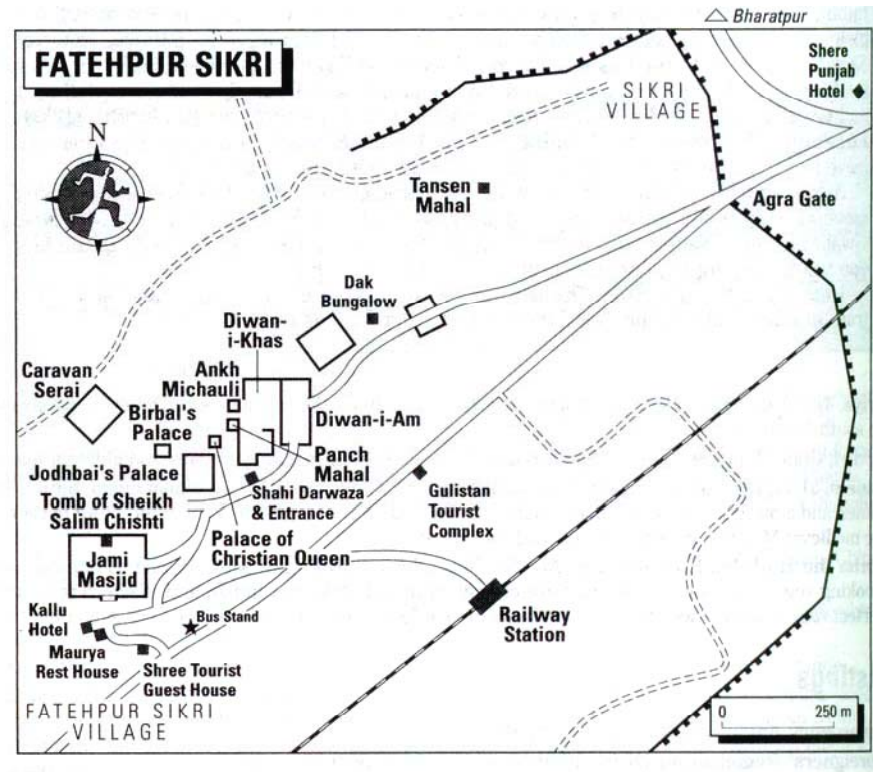 Bharatpur
FATEHPUR SIKRI
Shere
Punjab
Hotel
SIKRI
VILLAGE
N
Tansen
Mahal
Agra Gate
Dak
Bungalow
Diwan-
i-Khas
Caravan
Serai
Ankh
Michauli
Birbal's
Palace
Diwan-i-Am
Panch
Mahal
Jodhbai's Palace
Shahi Darwaza
& Entrance
Gulistan
Tourist
Complex
Tomb of Sheikh
Salim Chishti
Palace of
Christian Queen
Jami
Masjid
Kallu
Hotel
Bus Stand
Railway
Station
Maurya
Rest House
Shree Tourist
Guest House
FATEHPUR SIKRI
VILLAGE
0 250 m